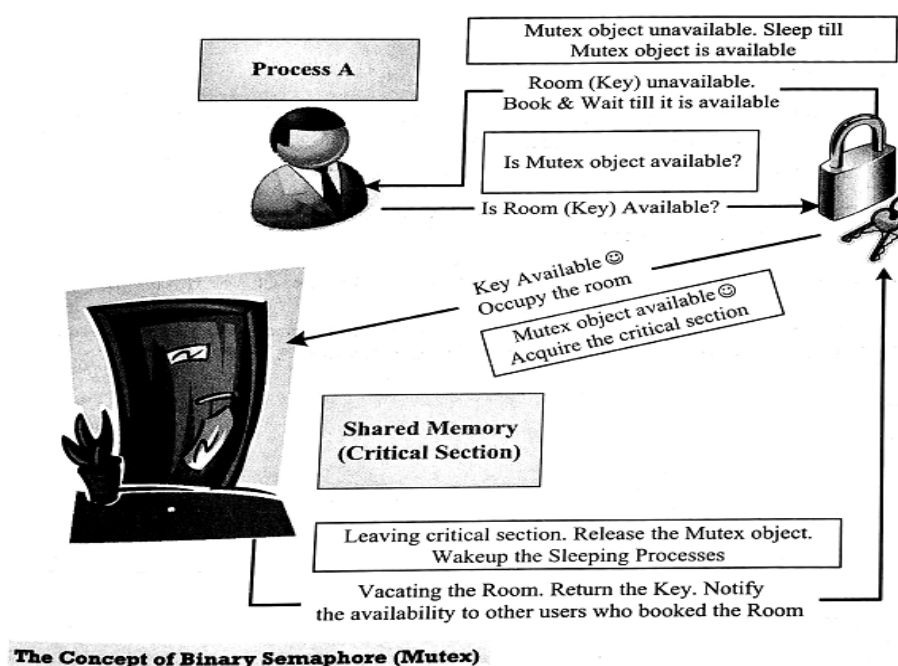 Mutex object unavailable. Sleep till
Mutex object is available
Process A
Room (Key) unavailable.
Book & Wait till it is available
Is Mutex object available?
Is Room (Key) Available?
Key Available ☺
Occupy the room
Mutex object available ☺
Acquire the critical section
Shared Memory
(Critical Section)
Leaving critical section. Release the Mutex object.
Wakeup the Sleeping Processes
Vacating the Room. Return the Key. Notify
the availability to other users who booked the Room
The Concept of Binary Semaphore (Mutex)